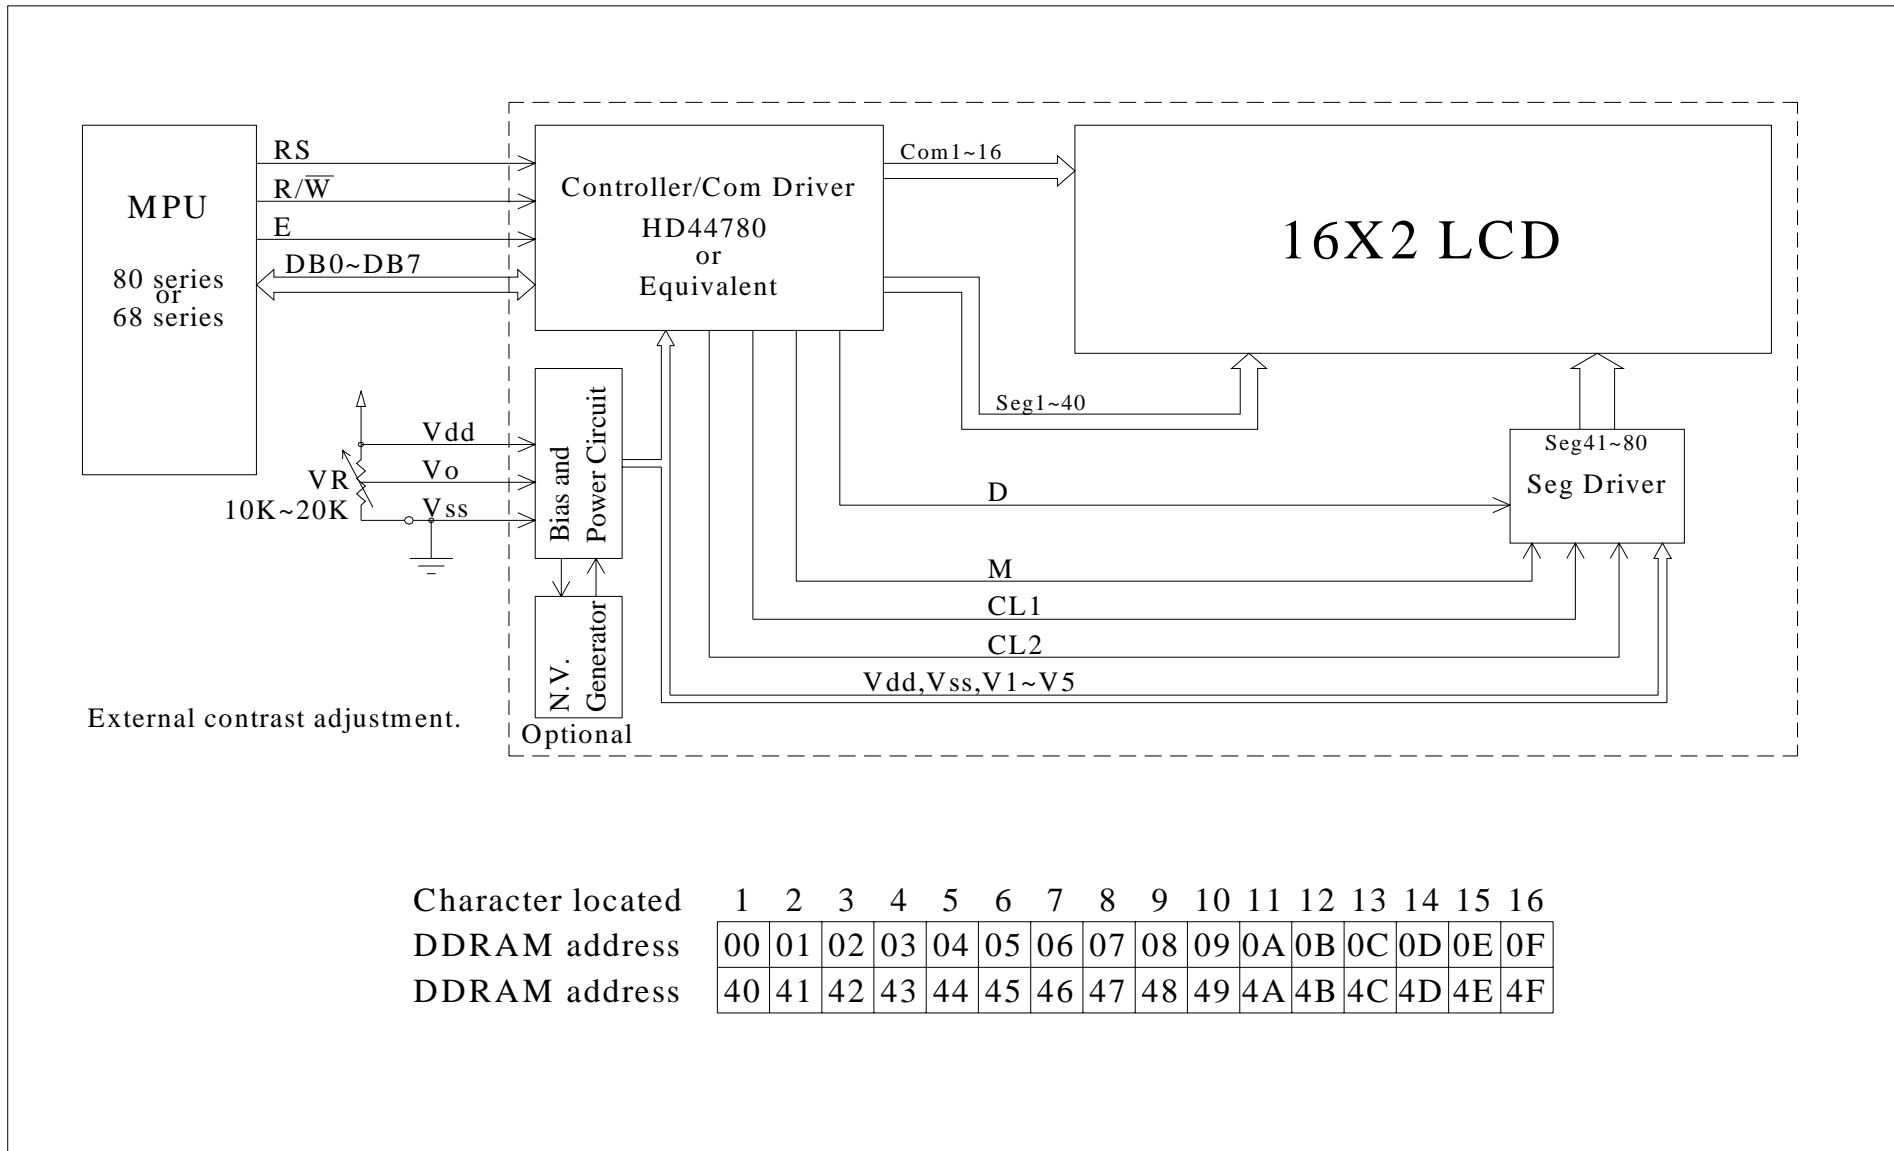 MPU
80 series
or
68 series
RS
R/W̅
E
DB0~DB7
Controller/Com Driver
HD44780
or
Equivalent
Com1~16
16X2 LCD
Seg1~40
Seg41~80
Seg Driver
Vdd
Vo
Vss
VR
10K~20K
Bias and
Power Circuit
D
M
CL1
CL2
Vdd,Vss,V1~V5
N.V.
Generator
Optional
External contrast adjustment.
Character located 1 2 3 4 5 6 7 8 9 10 11 12 13 14 15 16
DDRAM address 00 01 02 03 04 05 06 07 08 09 0A 0B 0C 0D 0E 0F
DDRAM address 40 41 42 43 44 45 46 47 48 49 4A 4B 4C 4D 4E 4F